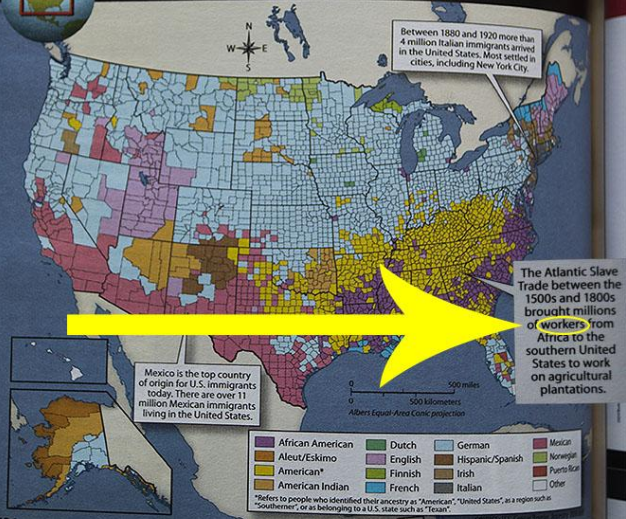 N
W E
S
Between 1880 and 1920 more than
4 million Italian immigrants arrived
in the United States. Most settled in
cities, including New York City.
The Atlantic Slave
Trade between the
1500s and 1800s
brought millions
of workers from
Africa to the
southern United
States to work
on agricultural
plantations.
Mexico is the top country
of origin for U.S. immigrants
today. There are over 11
million Mexican immigrants
living in the United States.
0 500 miles
0 500 kilometers
Albers Equal-Area Conic projection
African American
Aleut/Eskimo
American*
American Indian
Dutch
English
Finnish
French
German
Hispanic/Spanish
Irish
Italian
Mexican
Norwegian
Puerto Rican
Other
*Refers to people who identified their ancestry as "American", "United States", as a region such as
"Southerner", or as belonging to a U.S. state such as "Texan".